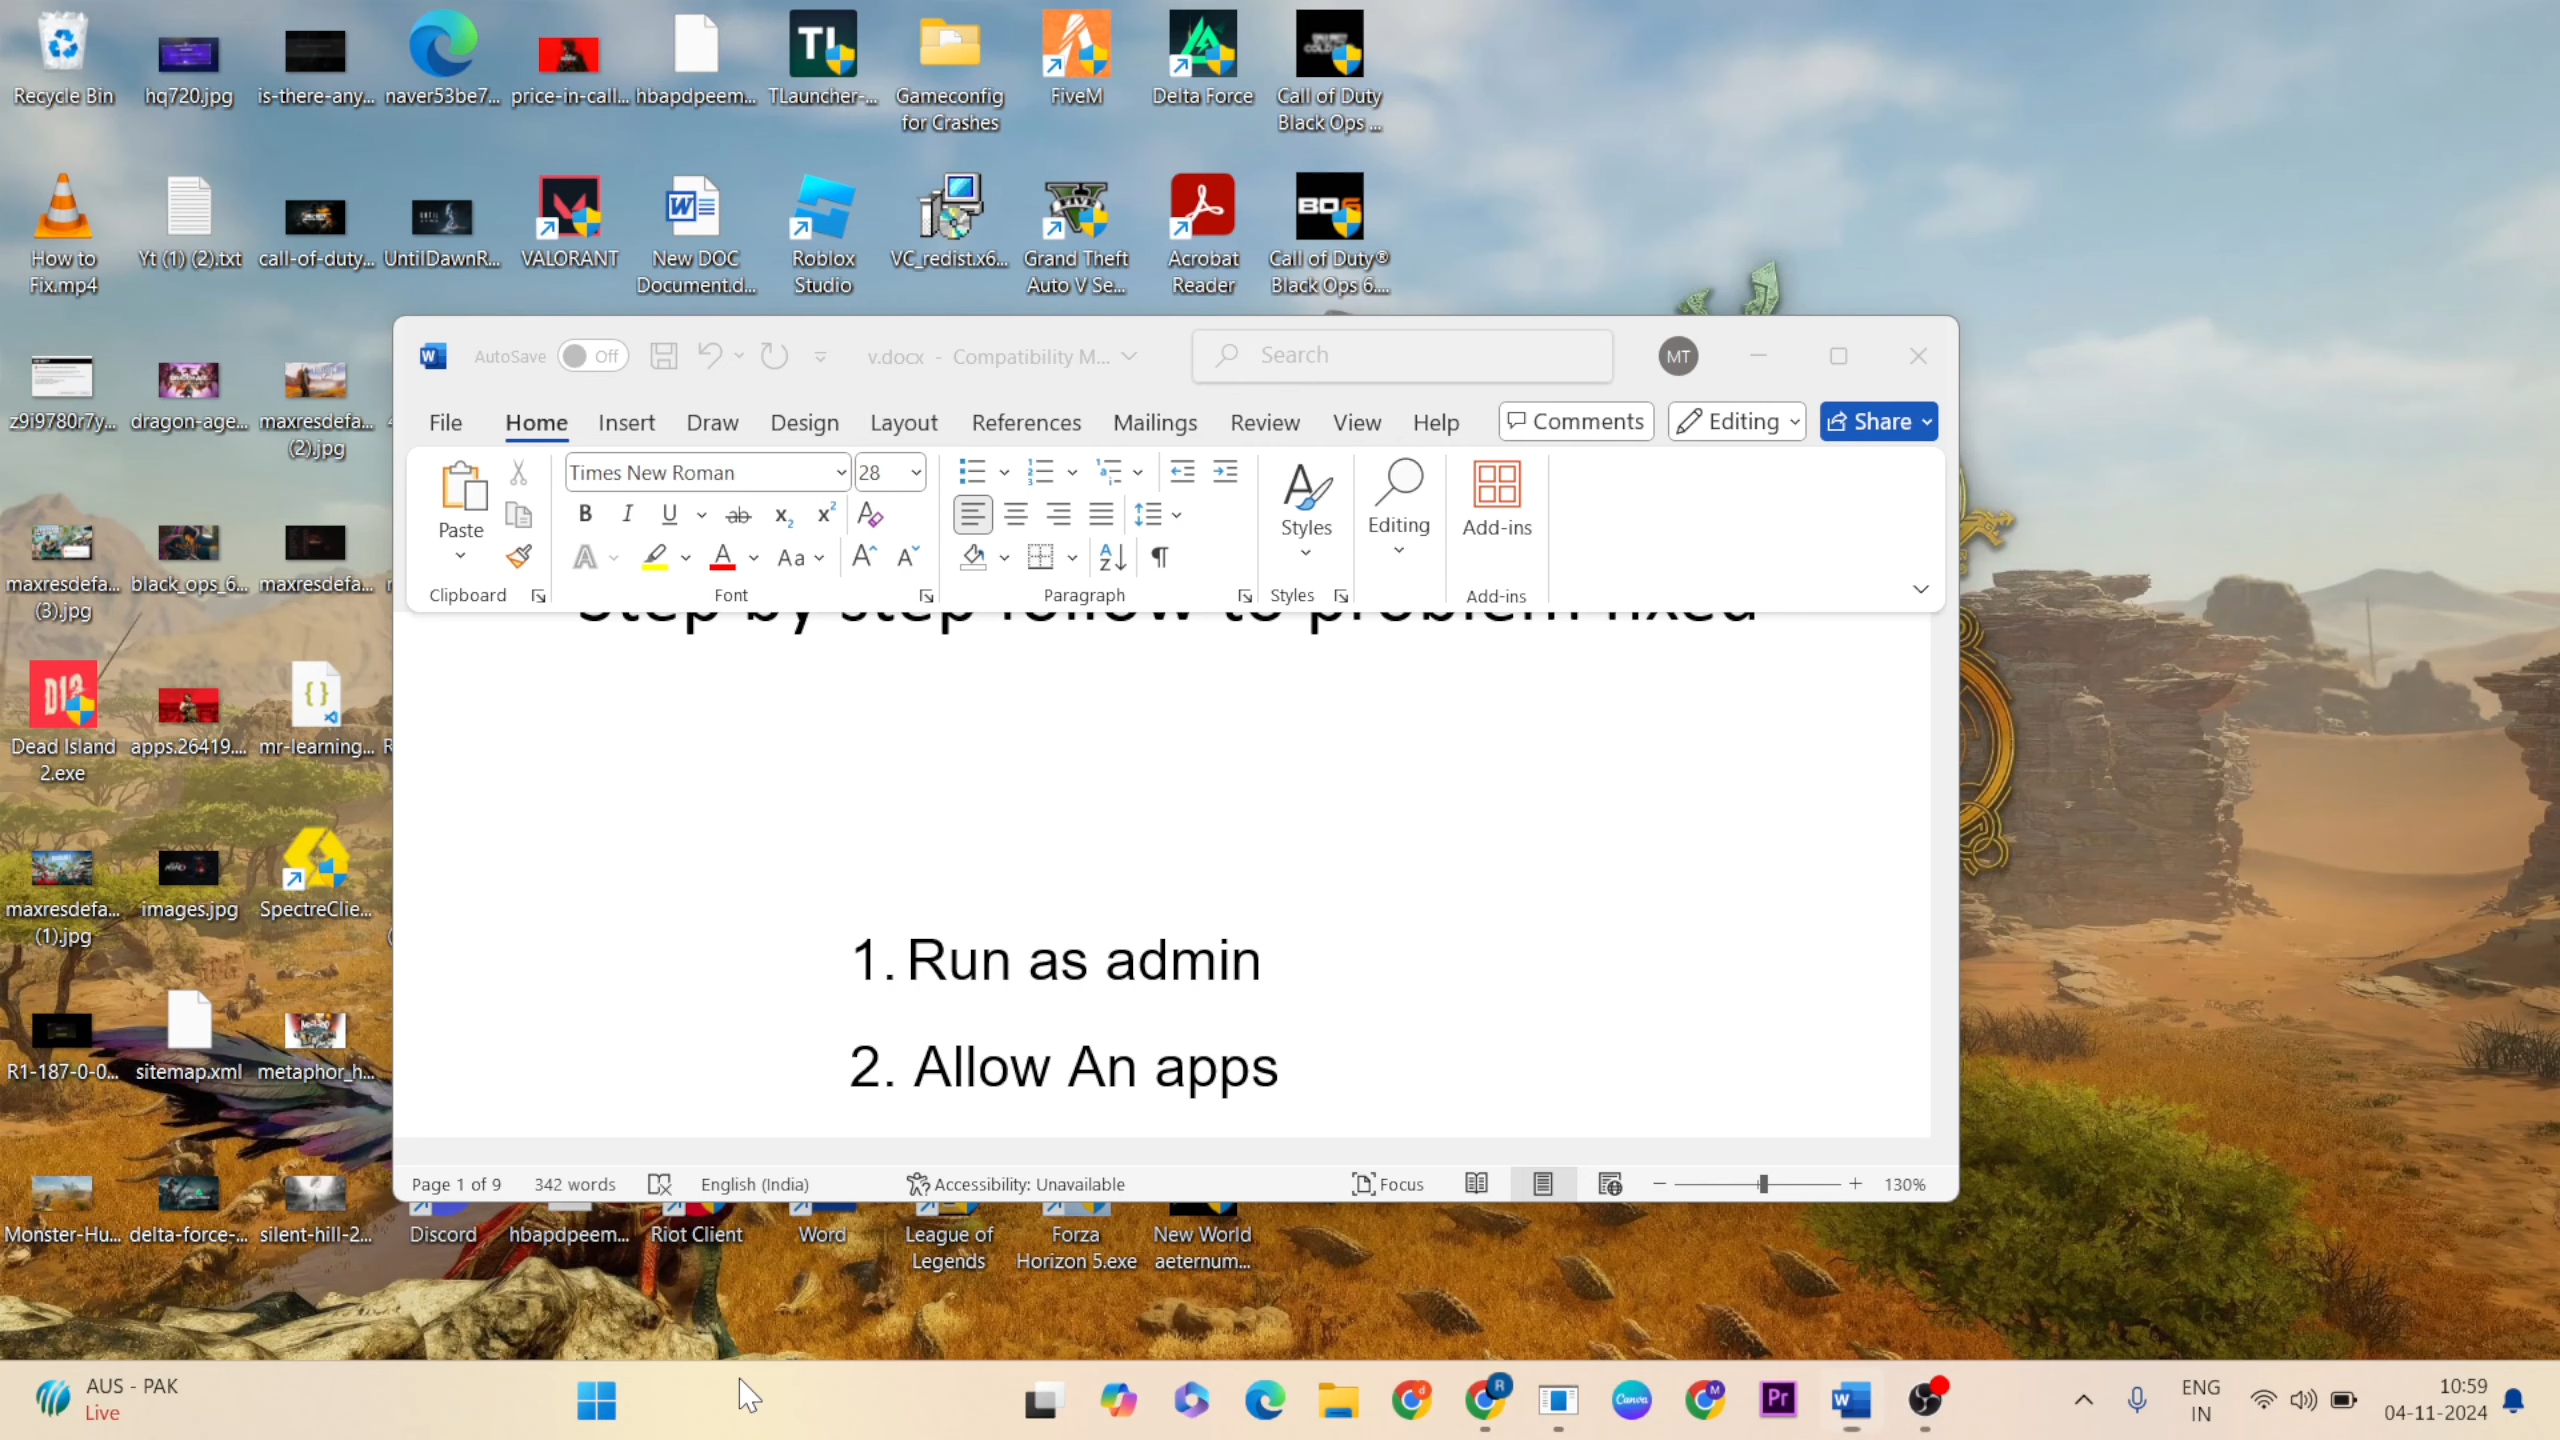 Recycle Bin
hq720.jpg
is-there-any...
naver53be7...
price-in-call...
hbapdpeem...
TLauncher-...
Gameconfig
for Crashes
FiveM
Delta Force
Call of Duty
Black Ops ...
How to
Fix.mp4
Yt (1) (2).txt
call-of-duty...
UntilDawnR...
VALORANT
New DOC
Document.d...
Roblox
Studio
VC_redist.x6...
Grand Theft
Auto V Se...
Acrobat
Reader
Call of Duty®
Black Ops 6....
z9i9780r7y...
dragon-age...
maxresdefa...
(2).jpg
maxresdefa...
(3).jpg
black_ops_6...
maxresdefa...
Dead Island
2.exe
apps.26419....
mr-learning...
maxresdefa...
(1).jpg
images.jpg
SpectreClie...
R1-187-0-0...
sitemap.xml
metaphor_h...
Monster-Hu...
delta-force-...
silent-hill-2...
AutoSave Off
v.docx - Compatibility M...
Search
MT
File Home Insert Draw Design Layout References Mailings Review View Help
Comments Editing Share
Paste
Times New Roman 28
Styles
Editing
Add-ins
Clipboard Font Paragraph Styles Add-ins
Step by step follow to problem fixed
1. Run as admin
2. Allow An apps
Page 1 of 9 342 words English (India) Accessibility: Unavailable Focus 130%
Discord
hbapdpeem...
Riot Client
Word
League of
Legends
Forza
Horizon 5.exe
New World
aeternum...
AUS - PAK
Live
ENG
IN
10:59
04-11-2024